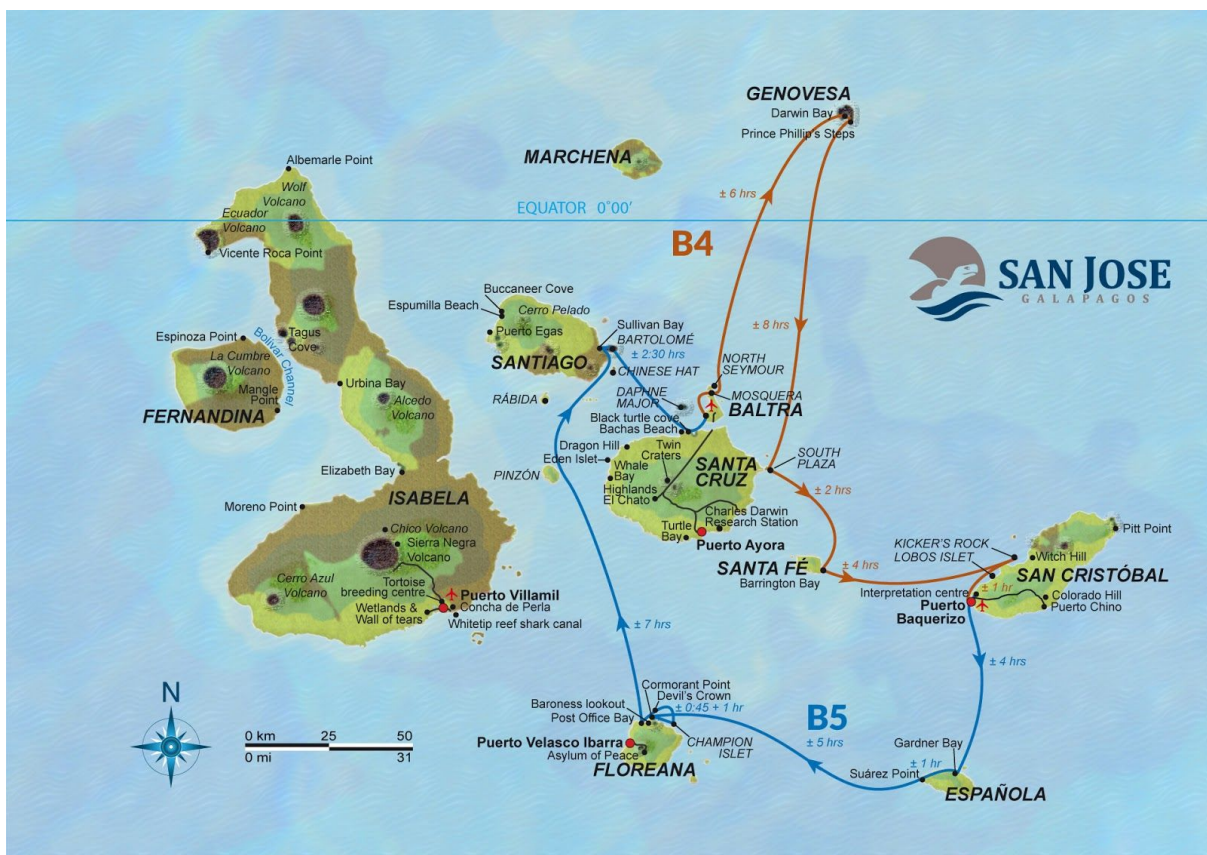 GENOVESA
Darwin Bay
Prince Phillip's Steps
MARCHENA
± 6 hrs
Albemarle Point
Wolf
Volcano
Ecuador
Volcano
Vicente Roca Point
EQUATOR 0°00'
B4
SAN JOSE
GALAPAGOS
Buccaneer Cove
Espumilla Beach
Cerro Pelado
Puerto Egas
SANTIAGO
Sullivan Bay
BARTOLOMÉ
± 2:30 hrs
CHINESE HAT
± 8 hrs
Espinoza Point
Bolivar Channel
Tagus
Cove
La Cumbre
Volcano
Mangle
Point
FERNANDINA
Urbina Bay
Alcedo
Volcano
RÁBIDA
DAPHNE
MAJOR
NORTH
SEYMOUR
MOSQUERA
BALTRA
Black turtle cove
Bachas Beach
Dragon Hill
Eden Islet
Whale
Bay
Twin
Craters
Highlands
El Chato
SANTA
CRUZ
SOUTH
PLAZA
± 2 hrs
PINZÓN
Elizabeth Bay
ISABELA
Moreno Point
Chico Volcano
Sierra Negra
Volcano
Cerro Azul
Volcano
Tortoise
breeding centre
Puerto Villamil
Concha de Perla
Wetlands &
Wall of tears
Whitetip reef shark canal
Charles Darwin
Research Station
Turtle
Bay
Puerto Ayora
SANTA FÉ
Barrington Bay
± 4 hrs
KICKER'S ROCK
LOBOS ISLET
Pitt Point
Witch Hill
SAN CRISTÓBAL
Interpretation centre
± 1 hr
Colorado Hill
Puerto Chino
Puerto
Baquerizo
± 7 hrs
± 4 hrs
Cormorant Point
Devil's Crown
Baroness lookout
± 0:45 + 1 hr
Post Office Bay
B5
± 5 hrs
CHAMPION
ISLET
Puerto Velasco Ibarra
Asylum of Peace
FLOREANA
Gardner Bay
± 1 hr
Suárez Point
ESPAÑOLA
N
0 km 25 50
0 mi 31